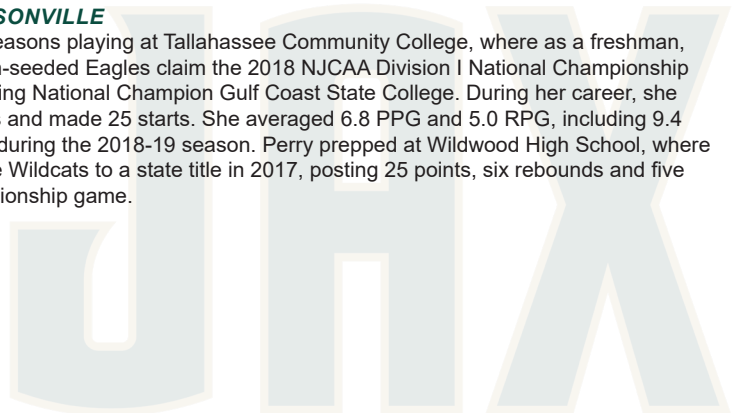 SONVILLE
easons playing at Tallahassee Community College, where as a freshman,
-seeded Eagles claim the 2018 NJCAA Division I National Championship
ing National Champion Gulf Coast State College. During her career, she
s and made 25 starts. She averaged 6.8 PPG and 5.0 RPG, including 9.4
during the 2018-19 season. Perry prepped at Wildwood High School, where
e Wildcats to a state title in 2017, posting 25 points, six rebounds and five
ionship game.
JAX